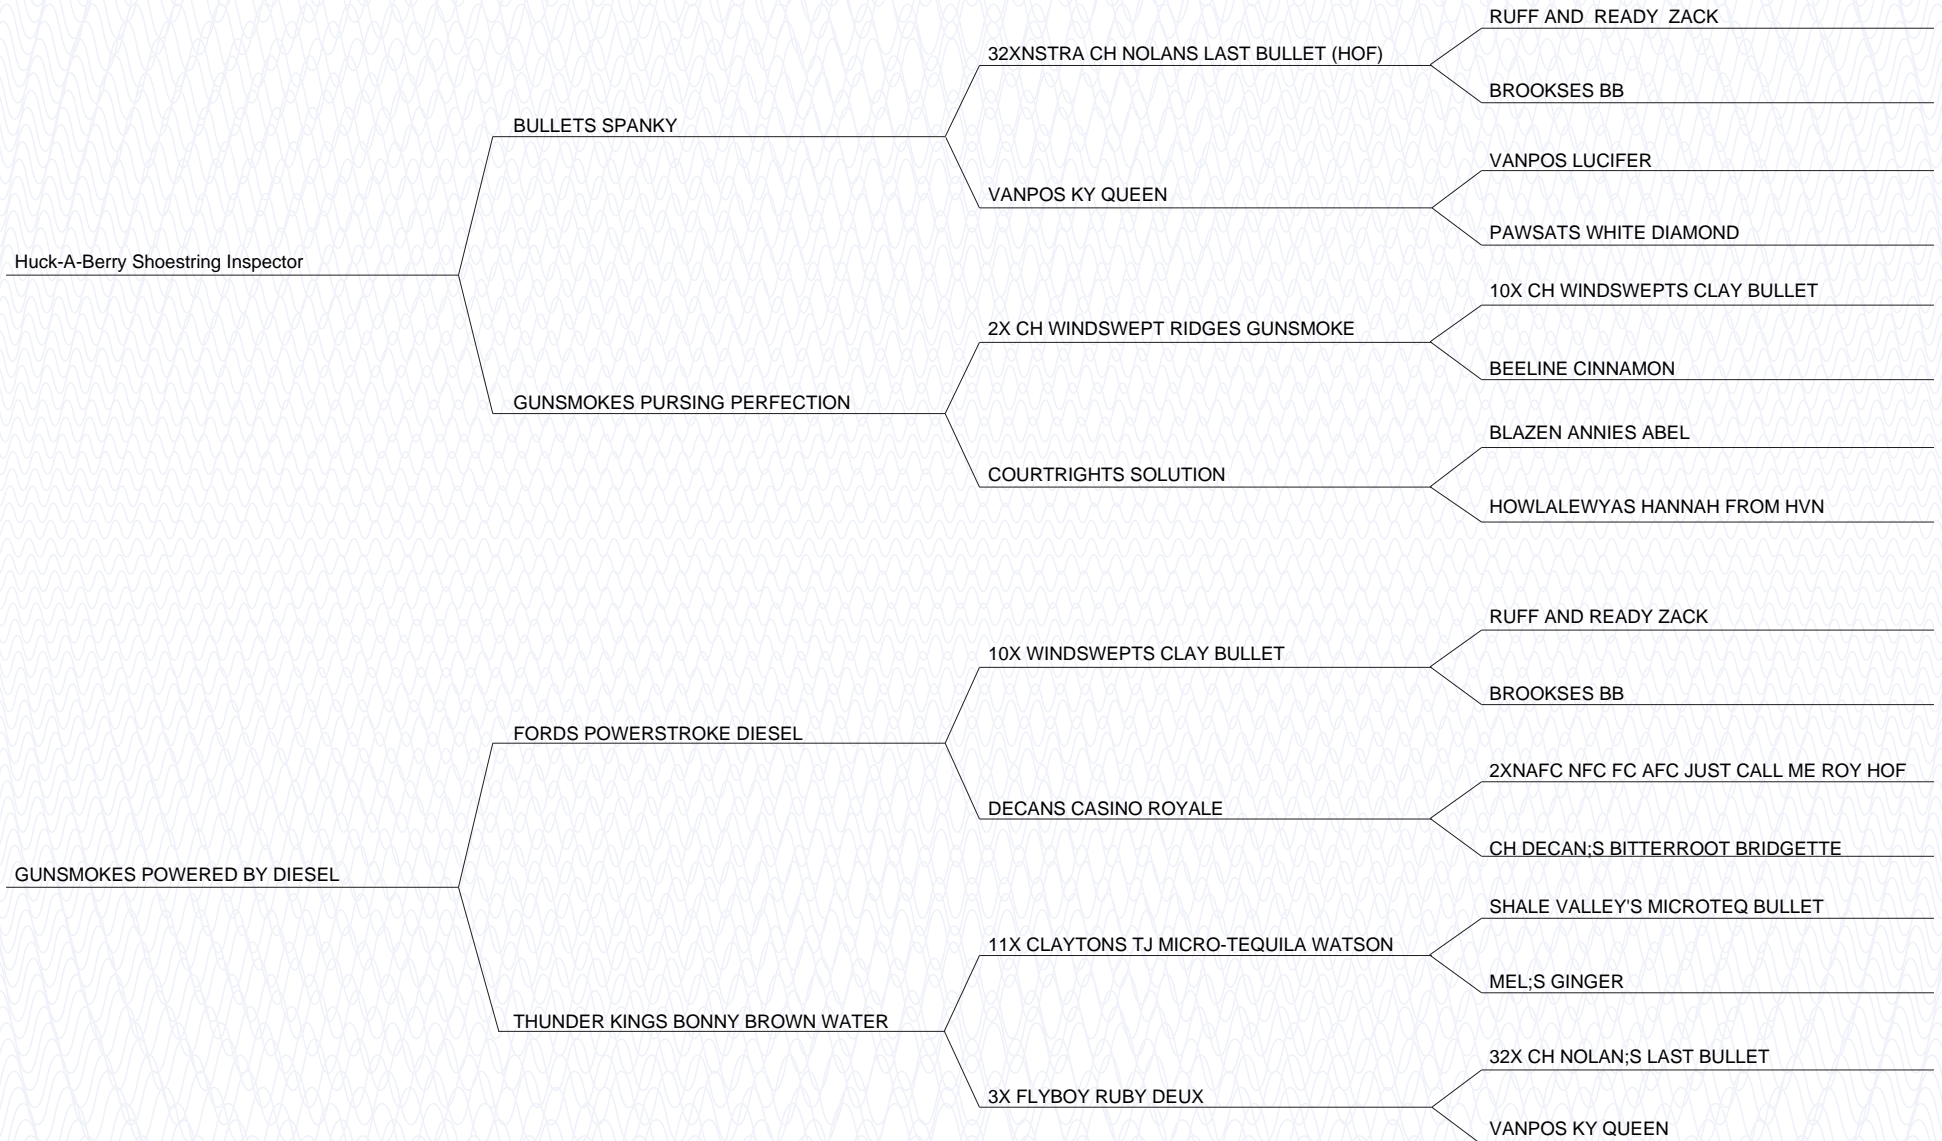 RUFF AND  READY  ZACK
32XNSTRA CH NOLANS LAST BULLET (HOF)
BROOKSES BB
BULLETS SPANKY
VANPOS LUCIFER
VANPOS KY QUEEN
PAWSATS WHITE DIAMOND
Huck-A-Berry Shoestring Inspector
10X CH WINDSWEPTS CLAY BULLET
2X CH WINDSWEPT RIDGES GUNSMOKE
BEELINE CINNAMON
GUNSMOKES PURSING PERFECTION
BLAZEN ANNIES ABEL
COURTRIGHTS SOLUTION
HOWLALEWYAS HANNAH FROM HVN
RUFF AND READY ZACK
10X WINDSWEPTS CLAY BULLET
BROOKSES BB
FORDS POWERSTROKE DIESEL
2XNAFC NFC FC AFC JUST CALL ME ROY HOF
DECANS CASINO ROYALE
CH DECAN;S BITTERROOT BRIDGETTE
GUNSMOKES POWERED BY DIESEL
SHALE VALLEY'S MICROTEQ BULLET
11X CLAYTONS TJ MICRO-TEQUILA WATSON
MEL;S GINGER
THUNDER KINGS BONNY BROWN WATER
32X CH NOLAN;S LAST BULLET
3X FLYBOY RUBY DEUX
VANPOS KY QUEEN